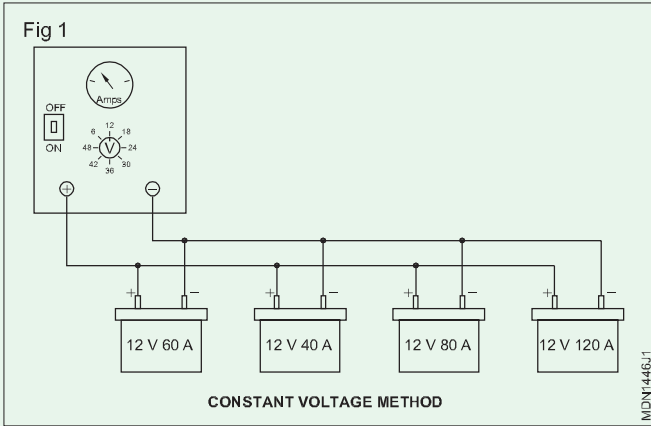 Fig 1
Amps
OFF
ON
6 12 18
48 V 24
42 36 30
+ −
+ − + − + − + −
12 V 60 A 12 V 40 A 12 V 80 A 12 V 120 A
CONSTANT VOLTAGE METHOD
MDN1446J1